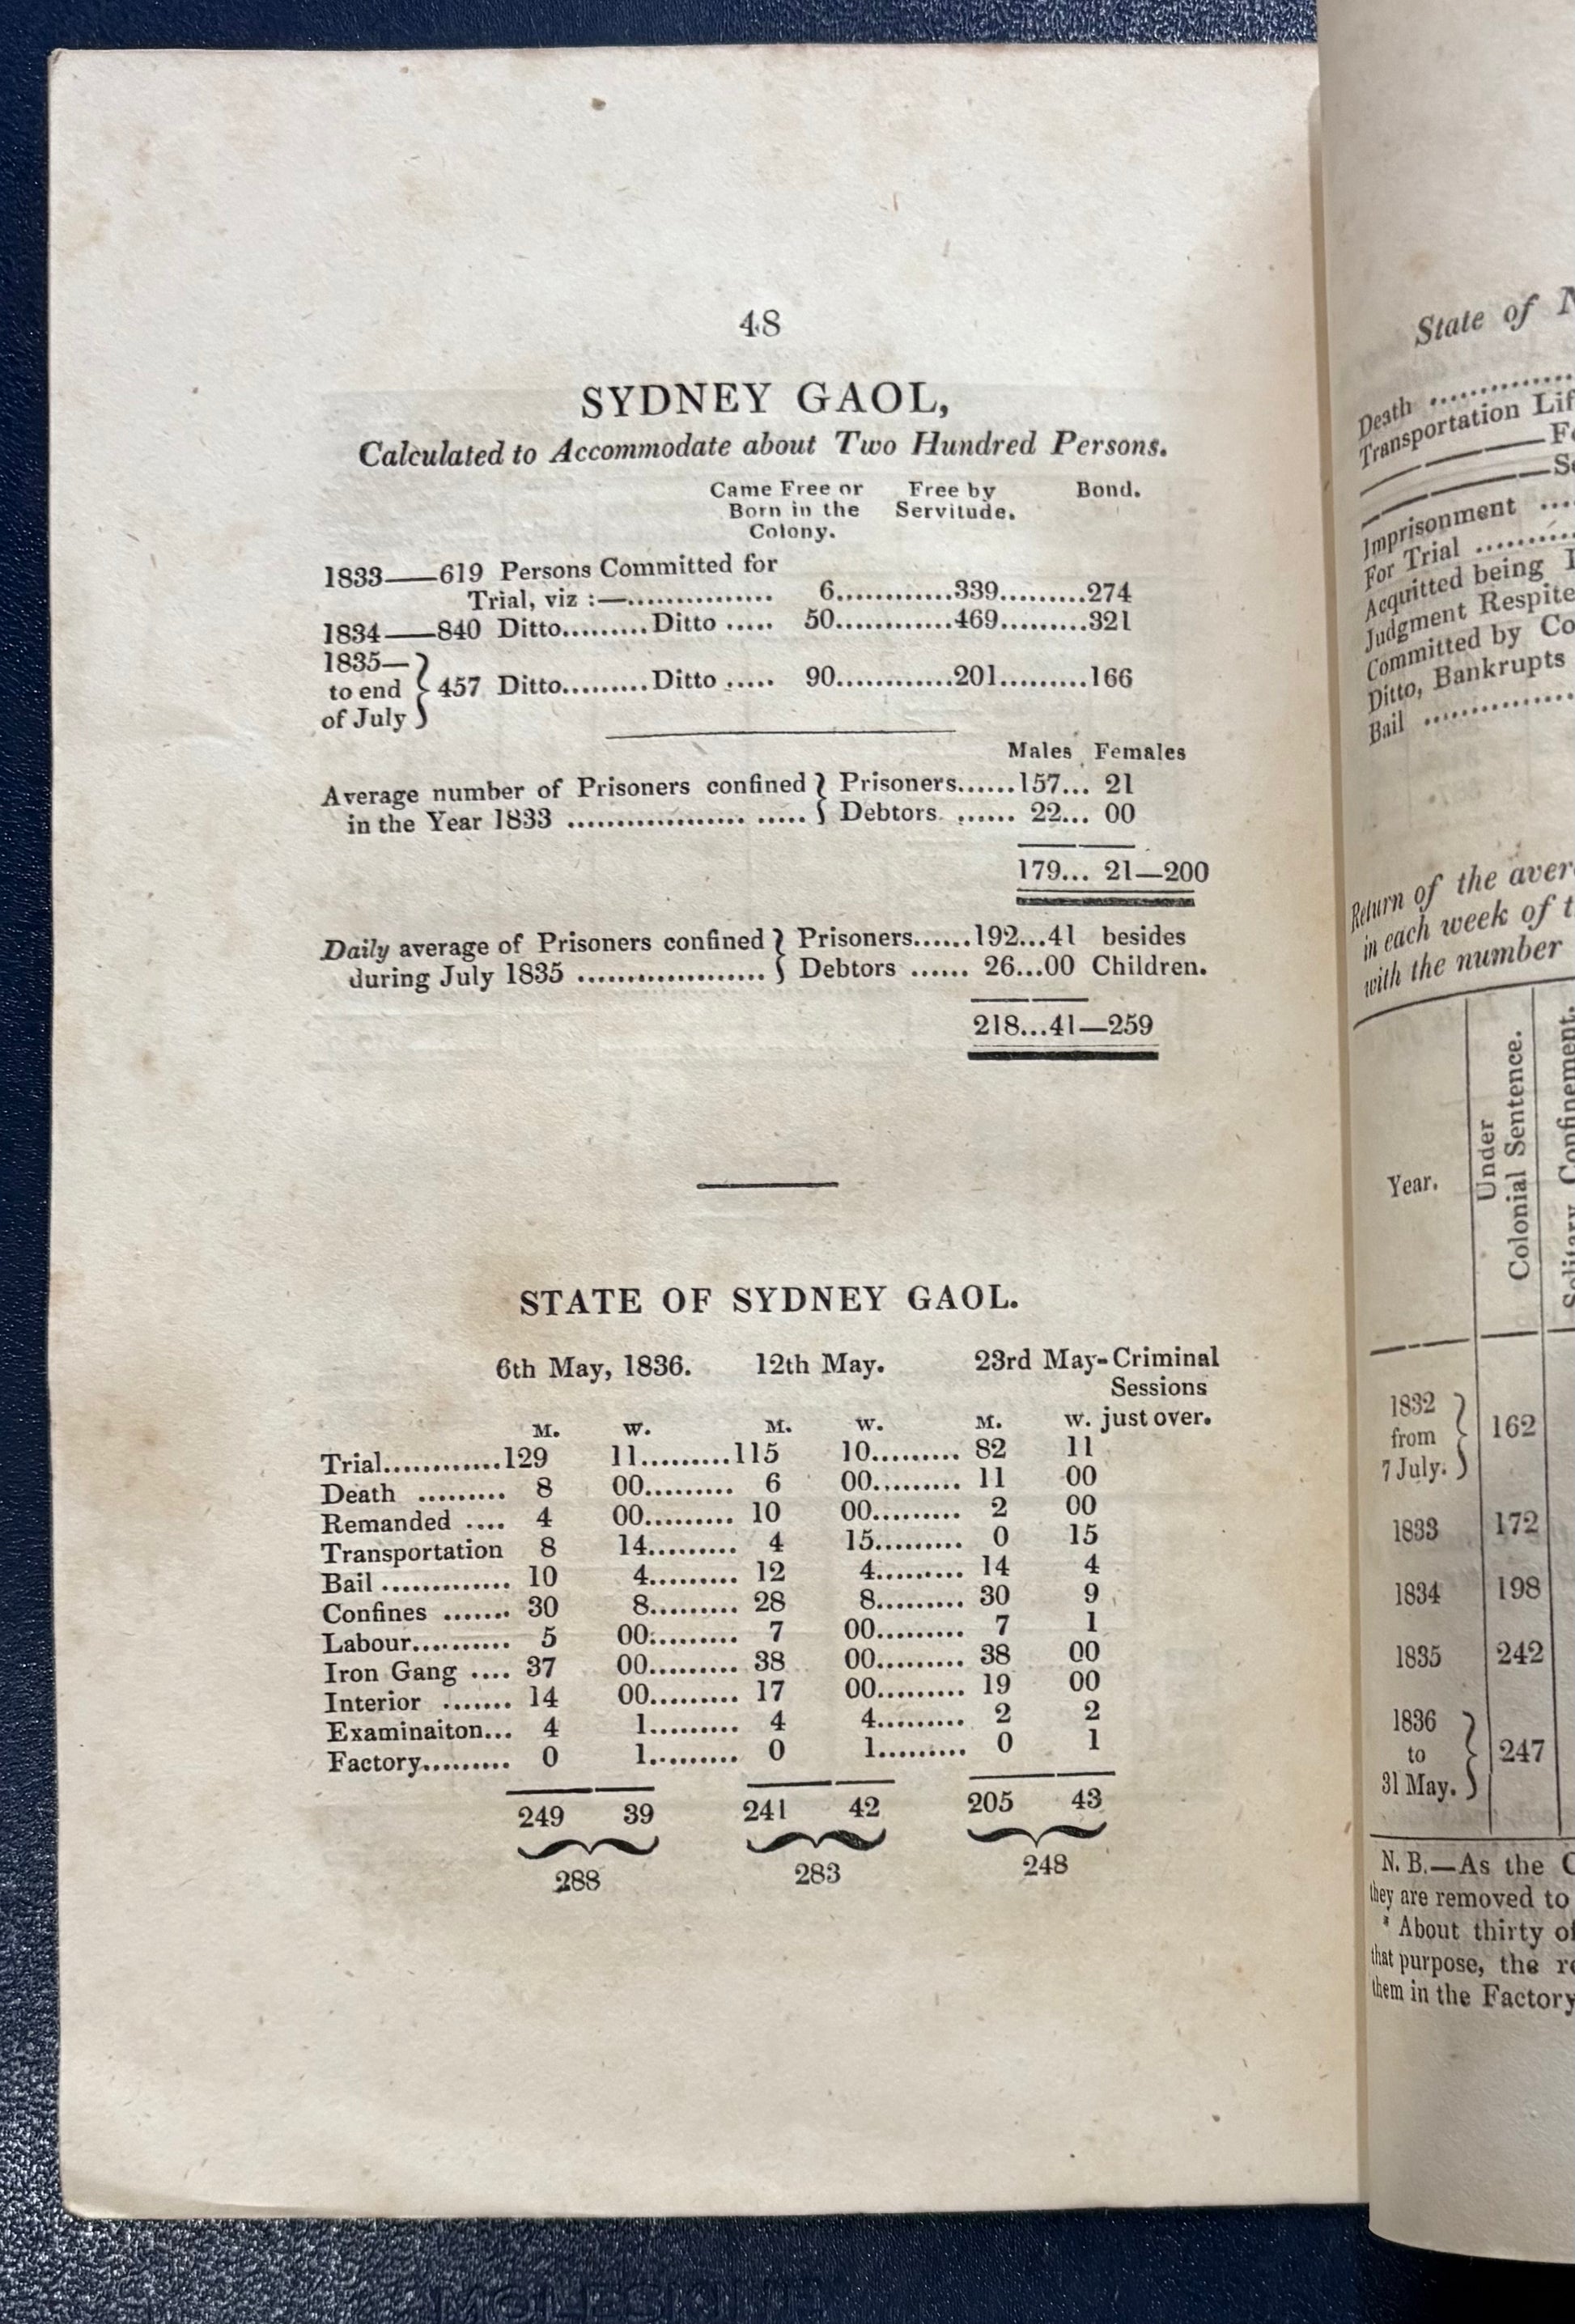 48
SYDNEY GAOL,
Calculated to Accommodate about Two Hundred Persons.
Came Free or Free by Bond.
Born in the Servitude.
Colony.
1833——619 Persons Committed for
Trial, viz :—............... 6............339.........274
1834——840 Ditto.........Ditto ..... 50............469.........321
1835—
to end } 457 Ditto.........Ditto ..... 90............201.........166
of July
Males Females
Average number of Prisoners confined } Prisoners......157... 21
in the Year 1833 .................. ..... } Debtors ...... 22... 00
179... 21—200
Daily average of Prisoners confined } Prisoners......192...41 besides
during July 1835 ................... } Debtors ...... 26...00 Children.
218...41—259
STATE OF SYDNEY GAOL.
6th May, 1836. 12th May. 23rd May-Criminal
Sessions
M. W. M. W. M. W. just over.
Trial............129 11.........115 10......... 82 11
Death ......... 8 00......... 6 00......... 11 00
Remanded .... 4 00......... 10 00......... 2 00
Transportation 8 14......... 4 15......... 0 15
Bail ............. 10 4......... 12 4......... 14 4
Confines ....... 30 8......... 28 8......... 30 9
Labour.......... 5 00......... 7 00......... 7 1
Iron Gang .... 37 00......... 38 00......... 38 00
Interior ....... 14 00......... 17 00......... 19 00
Examinaiton... 4 1......... 4 4......... 2 2
Factory......... 0 1......... 0 1......... 0 1
249 39 241 42 205 43
288 283 248
State of
Death ..............
Transportation
Imprisonment ....
For Trial ...........
Acquitted being
Judgment
Committed by
Ditto, Bankrupts
Bail ...............
Return of the
in each week of
with the number
Year.
Under
Colonial Sentence.
Confinement.
1832
from } 162
7 July.
1833 172
1834 198
1835 242
1836
to } 247
31 May.
N. B.—As the
they are removed to
* About thirty
that purpose, the
them in the Factory
MOLESKINE